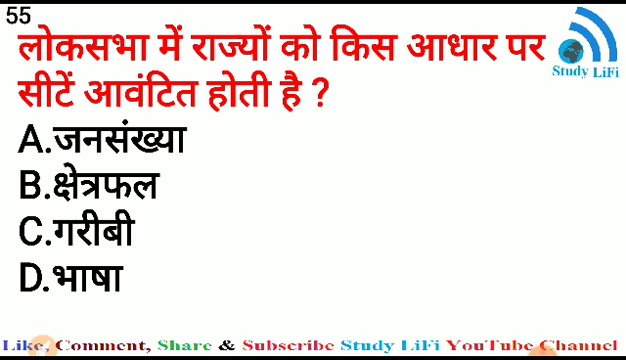 55
लोकसभा में राज्यों को किस आधार पर
सीटें आवंटित होती है ?
A.जनसंख्या
B.क्षेत्रफल
C.गरीबी
D.भाषा
Study LiFi
Like, Comment, Share & Subscribe Study LiFi YouTube Channel